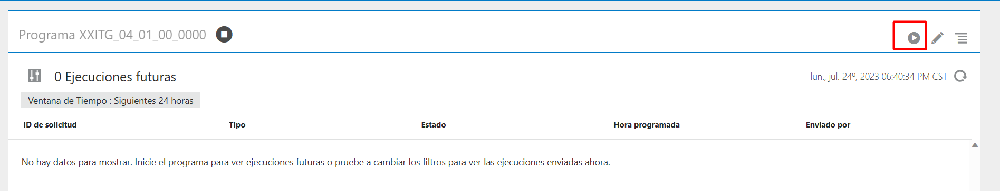 Programa XXITG_04_01_00_0000
0 Ejecuciones futuras
lun., jul. 24º, 2023 06:40:34 PM CST
Ventana de Tiempo : Siguientes 24 horas
ID de solicitud Tipo Estado Hora programada Enviado por
No hay datos para mostrar. Inicie el programa para ver ejecuciones futuras o pruebe a cambiar los filtros para ver las ejecuciones enviadas ahora.